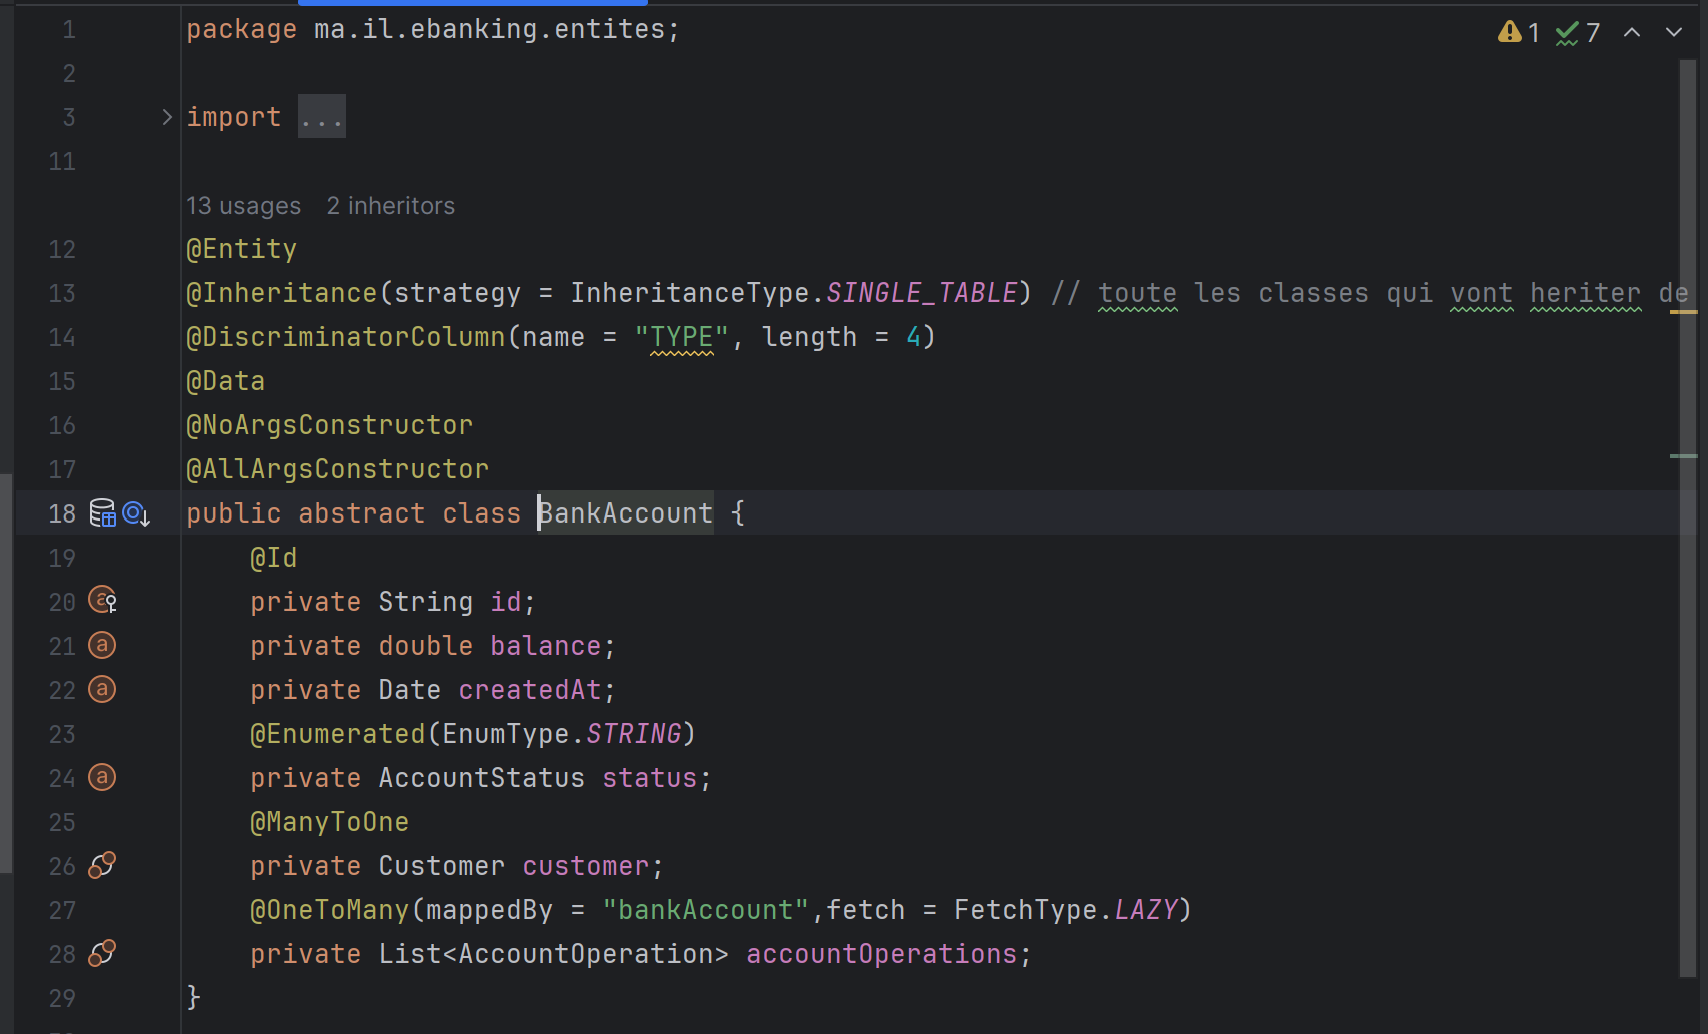 1 package ma.il.ebanking.entites; 1 7
2
3 import ...
11
13 usages 2 inheritors
12 @Entity
13 @Inheritance(strategy = InheritanceType.SINGLE_TABLE) // toute les classes qui vont heriter de
14 @DiscriminatorColumn(name = "TYPE", length = 4)
15 @Data
16 @NoArgsConstructor
17 @AllArgsConstructor
18 public abstract class BankAccount {
19 @Id
20 private String id;
21 private double balance;
22 private Date createdAt;
23 @Enumerated(EnumType.STRING)
24 private AccountStatus status;
25 @ManyToOne
26 private Customer customer;
27 @OneToMany(mappedBy = "bankAccount",fetch = FetchType.LAZY)
28 private List<AccountOperation> accountOperations;
29 }